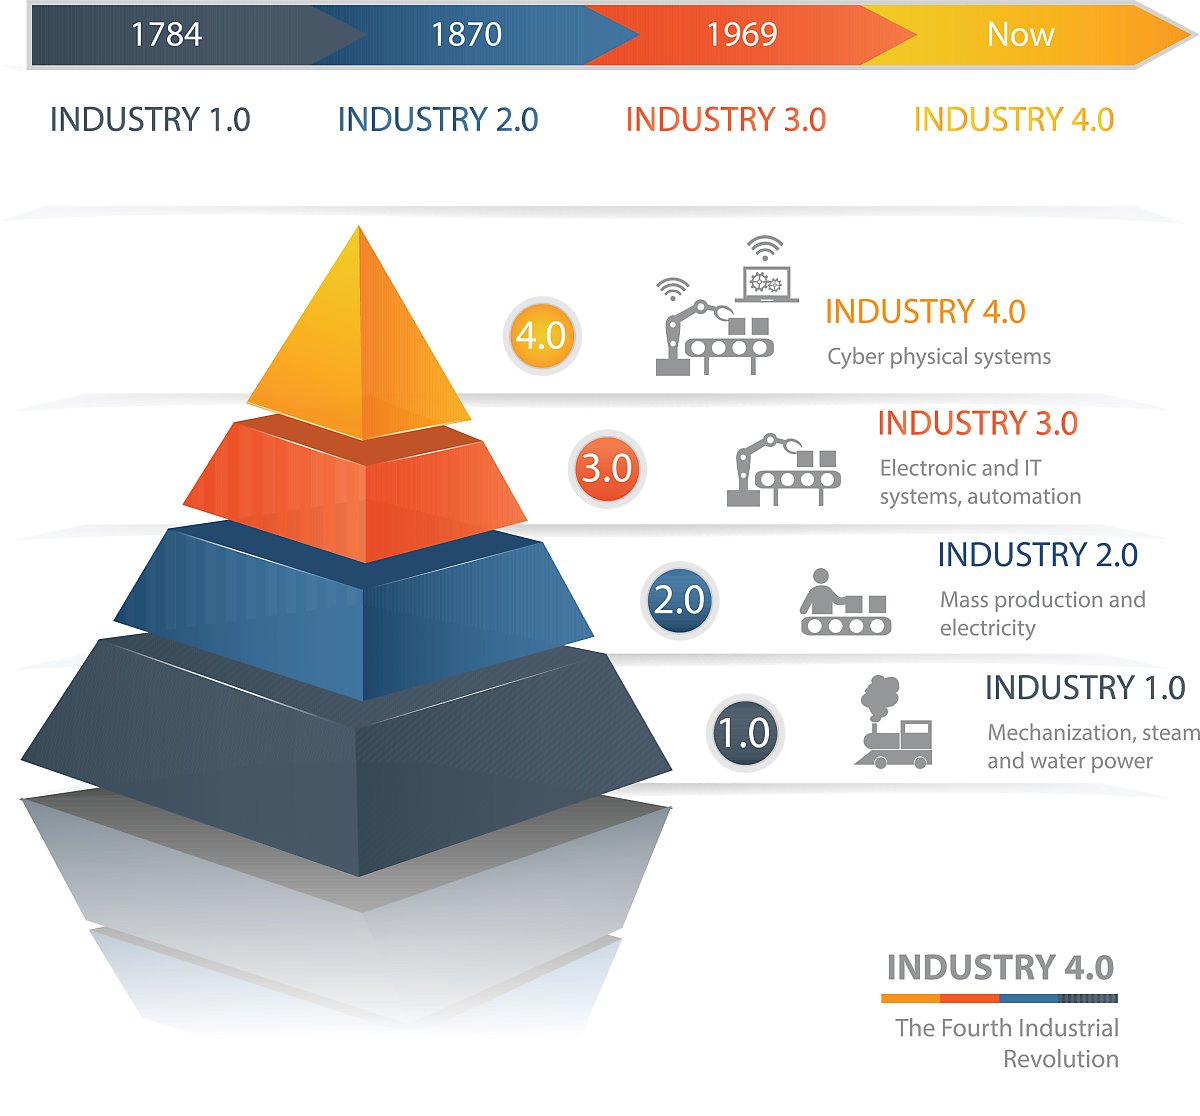 1784
1870
1969
Now
INDUSTRY 1.0
INDUSTRY 2.0
INDUSTRY 3.0
INDUSTRY 4.0
4.0
INDUSTRY 4.0
Cyber physical systems
3.0
INDUSTRY 3.0
Electronic and IT
systems, automation
2.0
INDUSTRY 2.0
Mass production and
electricity
1.0
INDUSTRY 1.0
Mechanization, steam
and water power
INDUSTRY 4.0
The Fourth Industrial
Revolution